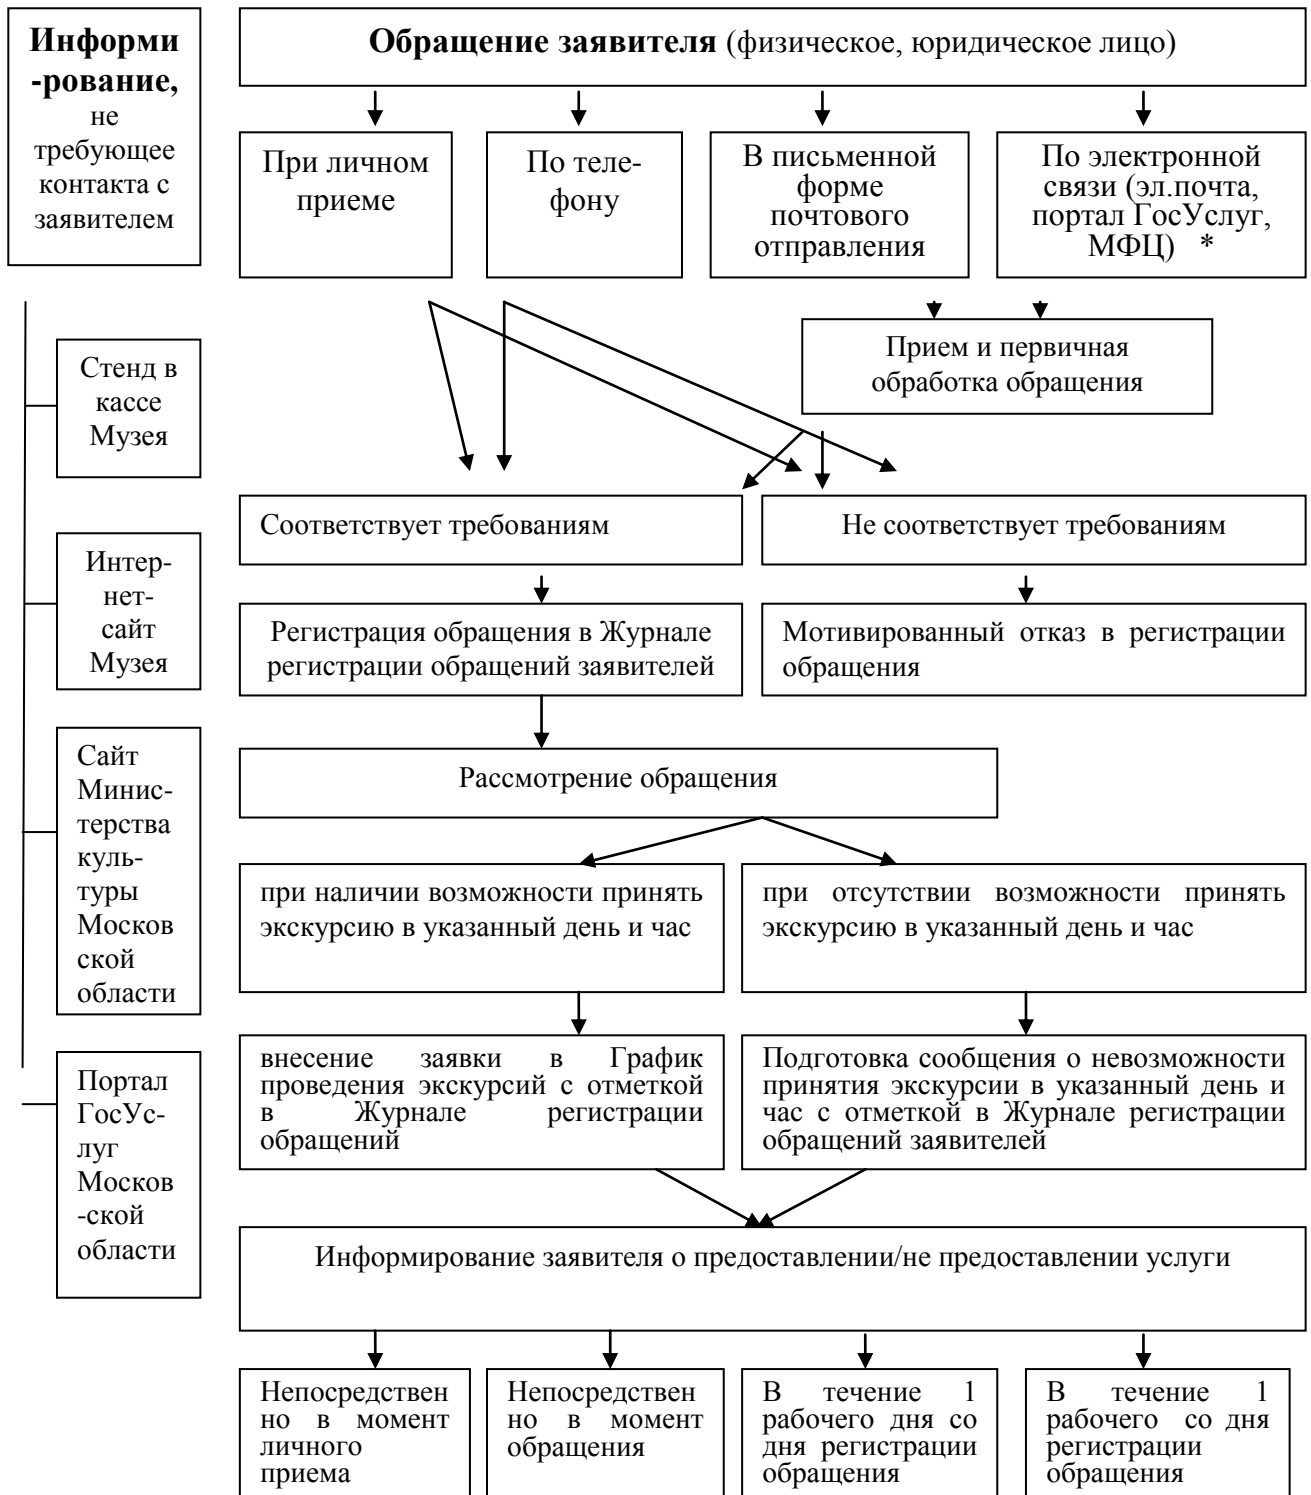 Информи
-рование,
не
требующее
контакта с
заявителем
Обращение заявителя (физическое, юридическое лицо)
При личном
приеме
По теле-
фону
В письменной
форме
почтового
отправления
По электронной
связи (эл.почта,
портал ГосУслуг,
МФЦ) *
Прием и первичная
обработка обращения
Стенд в
кассе
Музея
Интер-
нет-
сайт
Музея
Сайт
Минис-
терства
куль-
туры
Москов
ской
области
Портал
ГосУс-
луг
Москов
-ской
области
Соответствует требованиям
Не соответствует требованиям
Регистрация обращения в Журнале
регистрации обращений заявителей
Мотивированный отказ в регистрации
обращения
Рассмотрение обращения
при наличии возможности принять
экскурсию в указанный день и час
при отсутствии возможности принять
экскурсию в указанный день и час
внесение заявки в График
проведения экскурсий с отметкой
в Журнале регистрации
обращений
Подготовка сообщения о невозможности
принятия экскурсии в указанный день и
час с отметкой в Журнале регистрации
обращений заявителей
Информирование заявителя о предоставлении/не предоставлении услуги
Непосредствен
но в момент
личного
приема
Непосредствен
но в момент
обращения
В течение 1
рабочего дня со
дня регистрации
обращения
В течение 1
рабочего со дня
регистрации
обращения